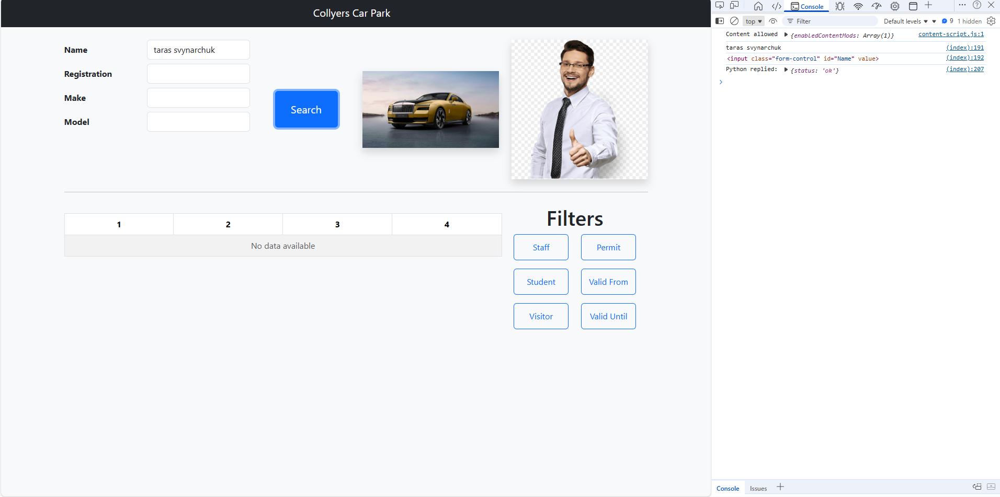 Collyers Car Park
Name
taras svynarchuk
Registration
Make
Model
Search
1 2 3 4
No data available
Filters
Staff Permit
Student Valid From
Visitor Valid Until
Console
top Filter Default levels 9 1 hidden
Content allowed {enabledContentMods: Array(1)} content-script.js:1
taras svynarchuk (index):191
<input class="form-control" id="Name" value> (index):192
Python replied: {status: 'ok'} (index):207
Console Issues